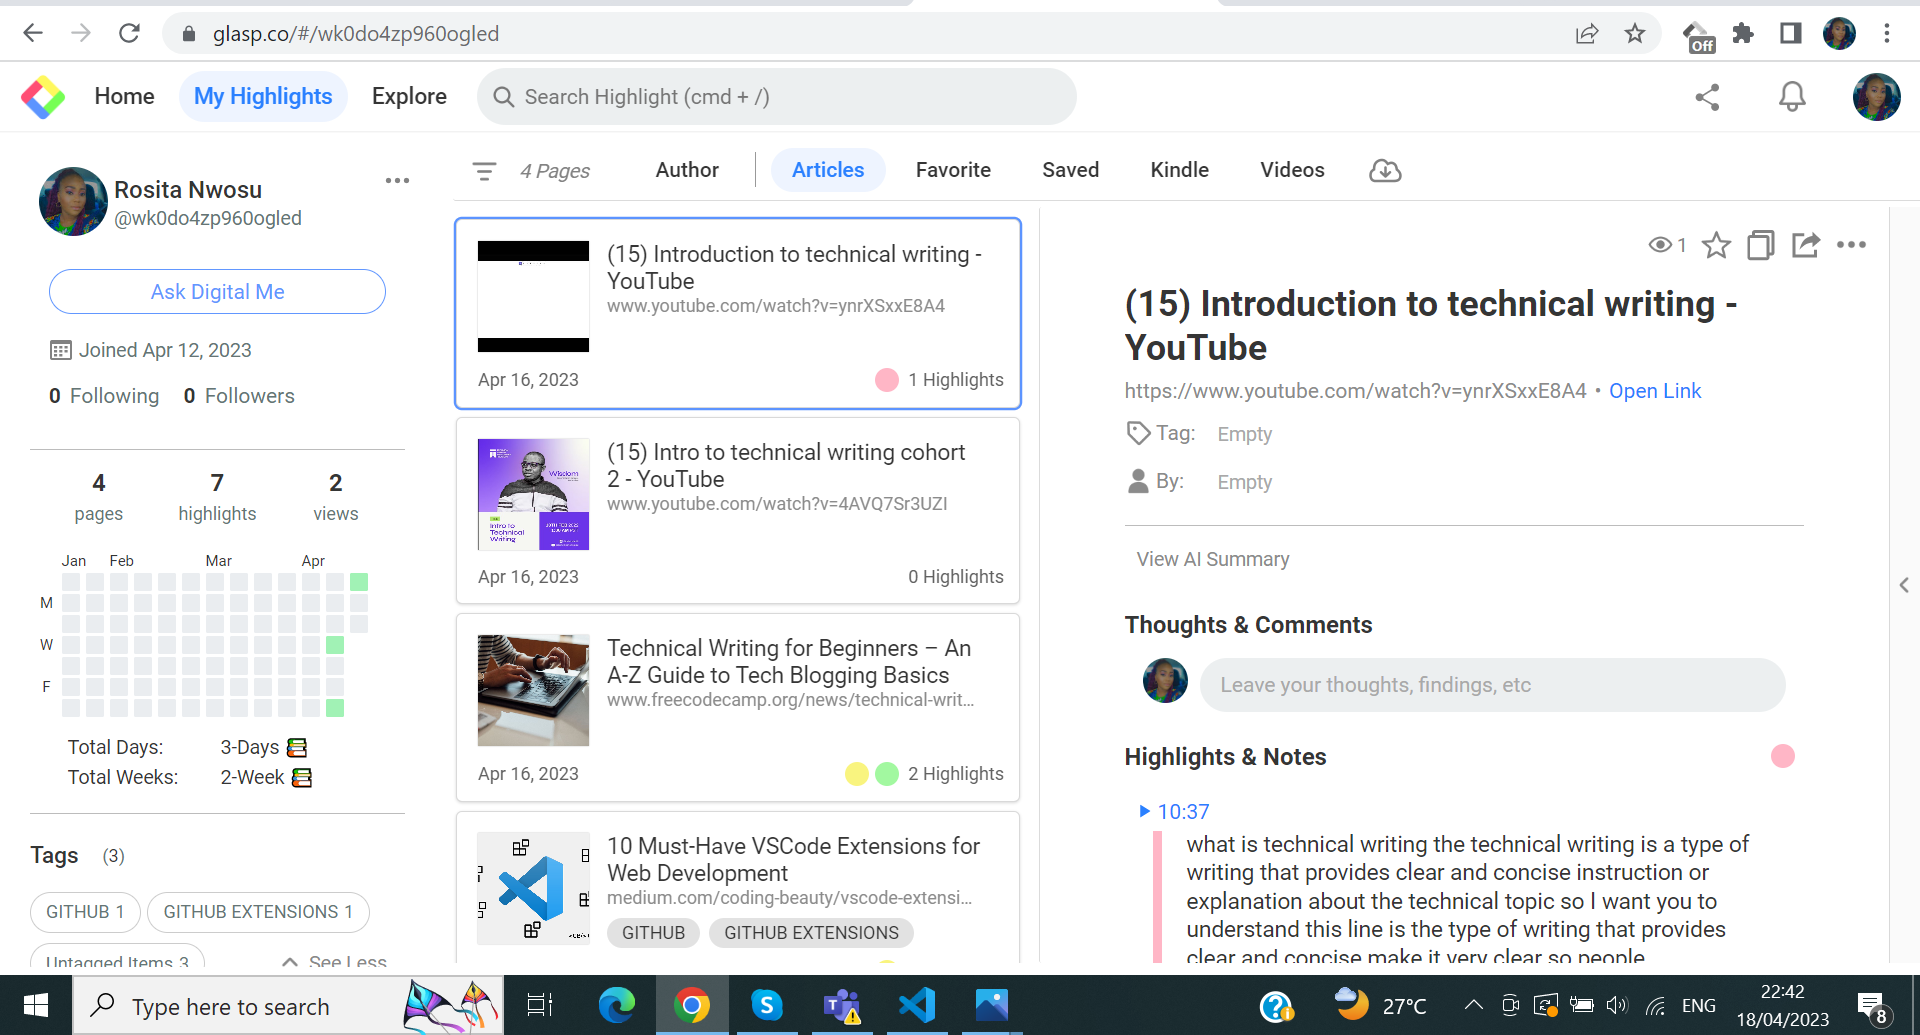 glasp.co/#/wk0do4zp960ogled
Off
Home
My Highlights
Explore
Search Highlight (cmd + /)
Rosita Nwosu
@wk0do4zp960ogled
Ask Digital Me
Joined Apr 12, 2023
0 Following
0 Followers
4
7
2
pages
highlights
views
Jan
Feb
Mar
Apr
M
W
F
Total Days:
3-Days
Total Weeks:
2-Week
Tags
(3)
GITHUB 1
GITHUB EXTENSIONS 1
Untagged Items 3
See Less
4 Pages
Author
Articles
Favorite
Saved
Kindle
Videos
(15) Introduction to technical writing -
YouTube
www.youtube.com/watch?v=ynrXSxxE8A4
Apr 16, 2023
1 Highlights
Wisdom
Intro to
Technical
Writing
(15) Intro to technical writing cohort
2 - YouTube
www.youtube.com/watch?v=4AVQ7Sr3UZI
Apr 16, 2023
0 Highlights
Technical Writing for Beginners – An
A-Z Guide to Tech Blogging Basics
www.freecodecamp.org/news/technical-writ...
Apr 16, 2023
2 Highlights
10 Must-Have VSCode Extensions for
Web Development
medium.com/coding-beauty/vscode-extensi...
GITHUB
GITHUB EXTENSIONS
1
(15) Introduction to technical writing -
YouTube
https://www.youtube.com/watch?v=ynrXSxxE8A4 • Open Link
Tag:
Empty
By:
Empty
View AI Summary
Thoughts & Comments
Leave your thoughts, findings, etc
Highlights & Notes
10:37
what is technical writing the technical writing is a type of
writing that provides clear and concise instruction or
explanation about the technical topic so I want you to
understand this line is the type of writing that provides
clear and concise make it very clear so people
Type here to search
27°C
ENG
22:42
18/04/2023
8